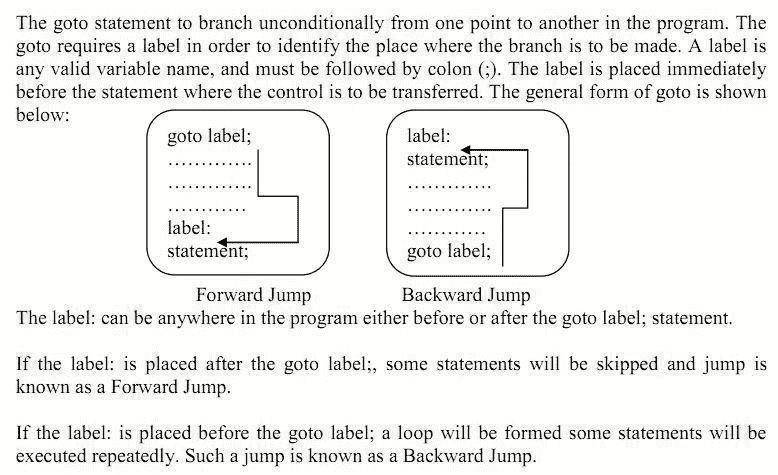 The goto statement to branch unconditionally from one point to another in the program. The
goto requires a label in order to identify the place where the branch is to be made. A label is
any valid variable name, and must be followed by colon (;). The label is placed immediately
before the statement where the control is to be transferred. The general form of goto is shown
below:
goto label;
.............
.............
............
label:
statement;
Forward Jump
label:
statement;
.............
.............
............
goto label;
Backward Jump
The label: can be anywhere in the program either before or after the goto label; statement.
If the label: is placed after the goto label;, some statements will be skipped and jump is
known as a Forward Jump.
If the label: is placed before the goto label; a loop will be formed some statements will be
executed repeatedly. Such a jump is known as a Backward Jump.